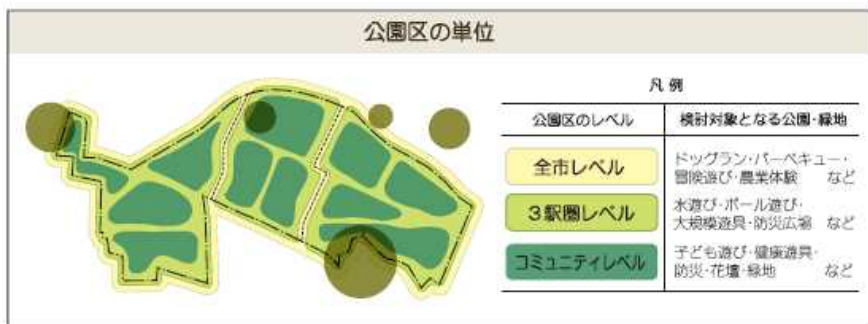 公園区の単位
凡 例
公園区のレベル
検討対象となる公園・緑地
全市レベル
ドッグラン・バーベキュー・
冒険遊び・農業体験 など
3駅圏レベル
水遊び・ボール遊び・
大規模遊具・防災広場 など
コミュニティレベル
子ども遊び・健康遊具・
防災・花壇・緑地 など